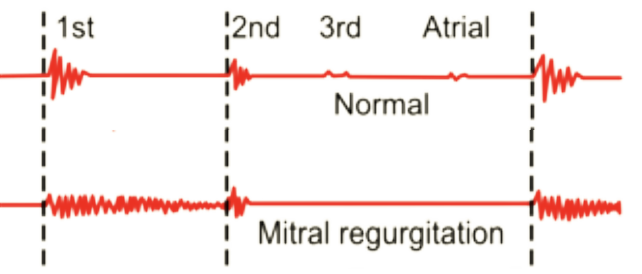 1st 2nd 3rd Atrial
Normal
Mitral regurgitation